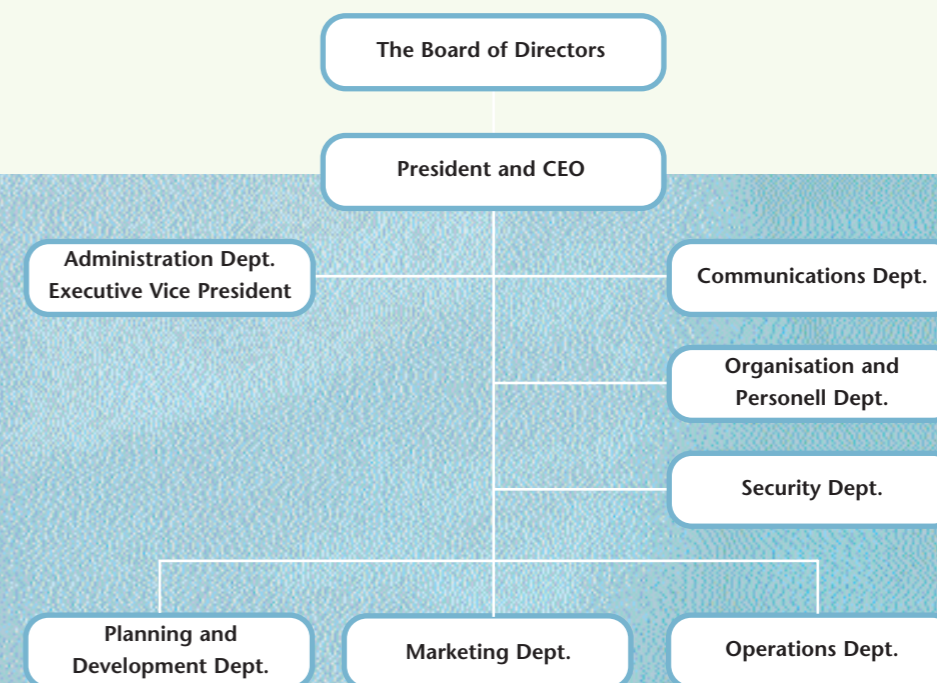 The Board of Directors
President and CEO
Administration Dept.
Executive Vice President
Communications Dept.
Organisation and
Personell Dept.
Security Dept.
Planning and
Development Dept.
Marketing Dept.
Operations Dept.